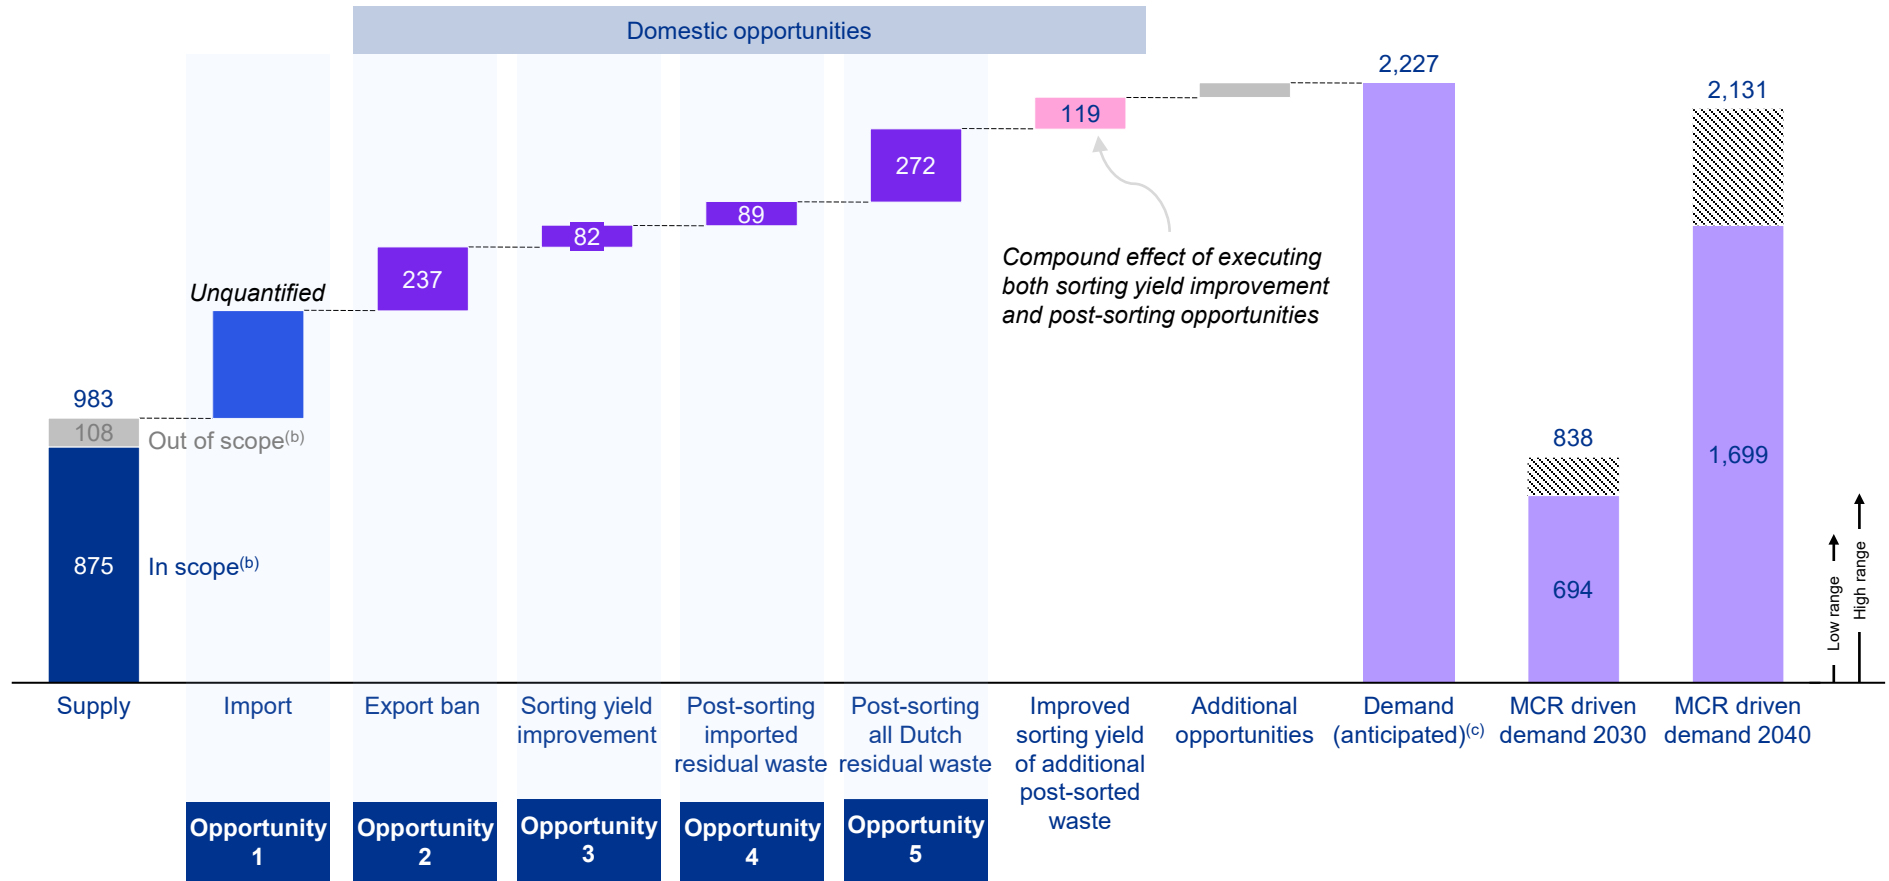 Domestic opportunities
2,227
2,131
119
272
89
82
237
Compound effect of executing
both sorting yield improvement
and post-sorting opportunities
Unquantified
983
108
Out of scope(b)
875
In scope(b)
838
694
1,699
Low range
High range
Supply
Import
Export ban
Sorting yield
improvement
Post-sorting
imported
residual waste
Post-sorting
all Dutch
residual waste
Improved
sorting yield
of additional
post-sorted
waste
Additional
opportunities
Demand
(anticipated)(c)
MCR driven
demand 2030
MCR driven
demand 2040
Opportunity
1
Opportunity
2
Opportunity
3
Opportunity
4
Opportunity
5